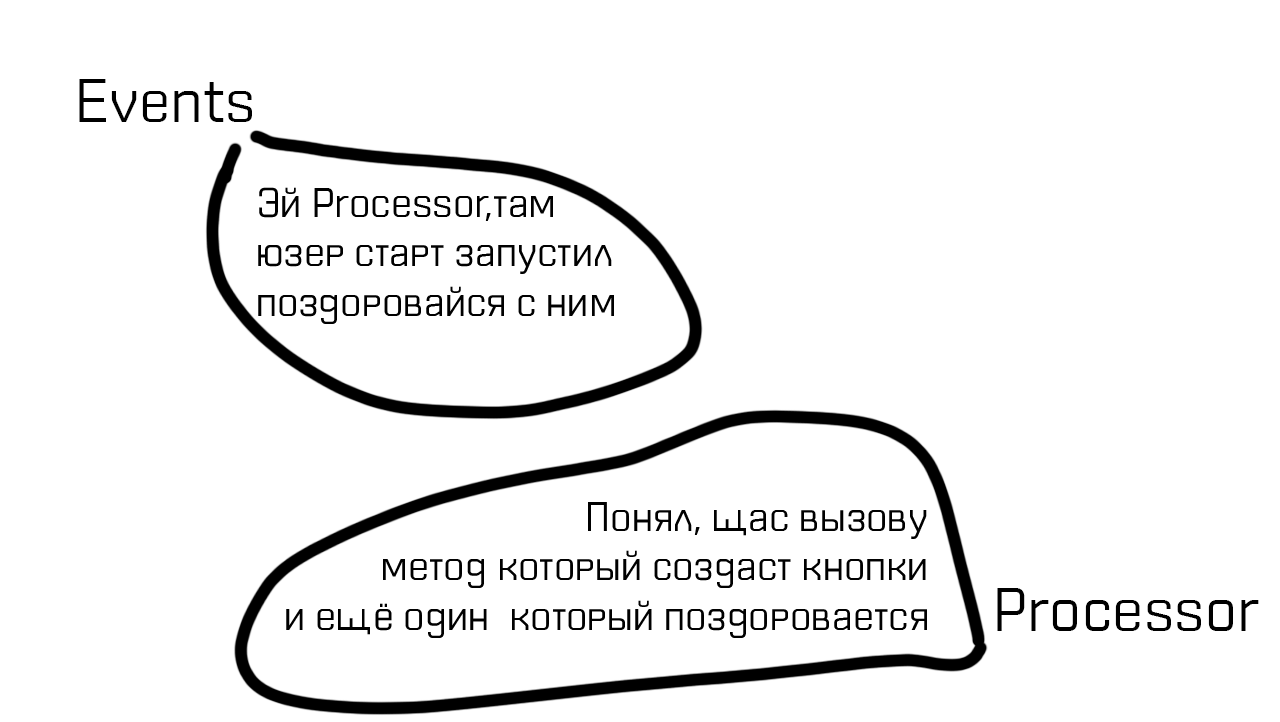 Events
Эй Processor,там
юзер старт запустил
поздоровайся с ним
Понял, щас вызову
метод который создаст кнопки
и ещё один который поздоровается
Processor